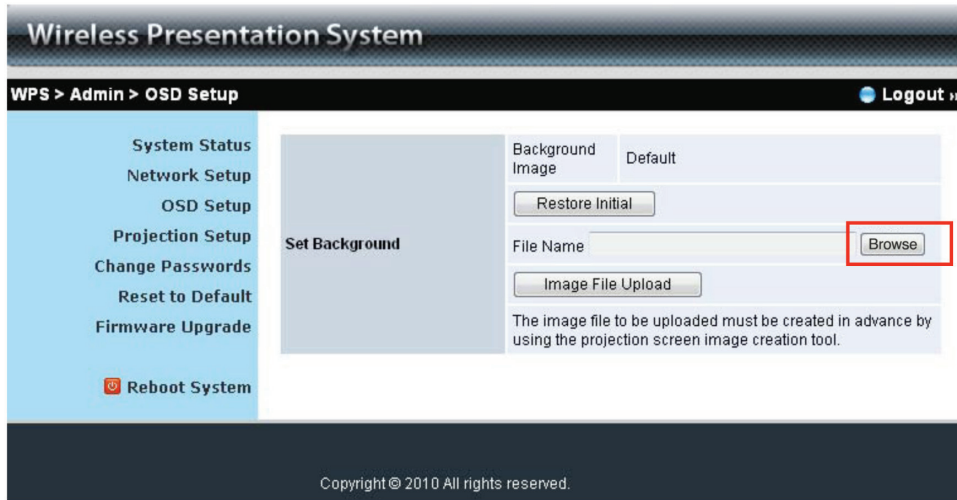 Wireless Presentation System
WPS > Admin > OSD Setup
Logout »
System Status
Network Setup
OSD Setup
Projection Setup
Change Passwords
Reset to Default
Firmware Upgrade
Reboot System
Set Background
Background
Image
Default
Restore Initial
File Name
Browse
Image File Upload
The image file to be uploaded must be created in advance by
using the projection screen image creation tool.
Copyright © 2010 All rights reserved.